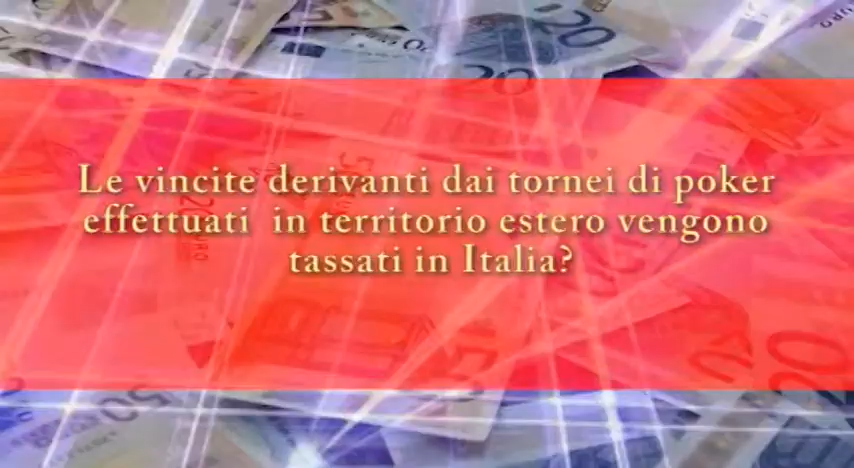 Le vincite derivanti dai tornei di poker
effettuati in territorio estero vengono
tassati in Italia?